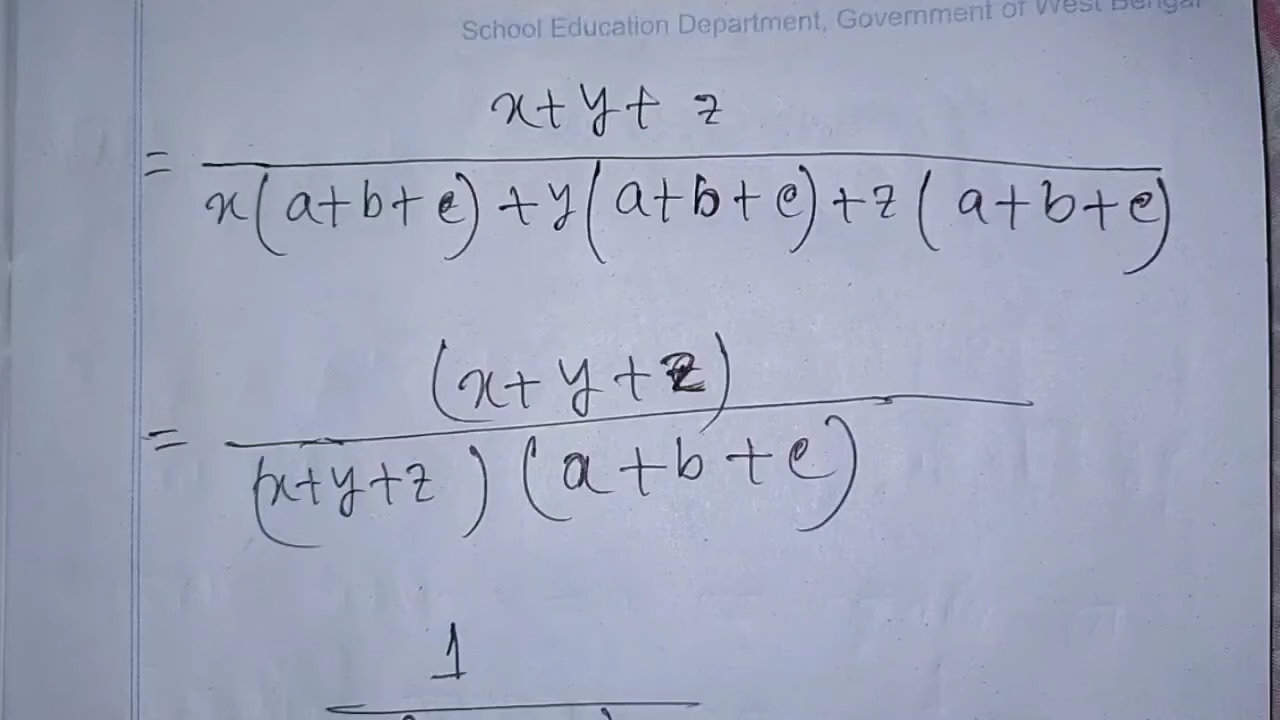 School Education Department, Government of West Bengal
x+y+ z
= x(a+b+c)+y(a+b+c)+z(a+b+c)
(x+y+z)
= (x+y+z)(a+b+c)
1